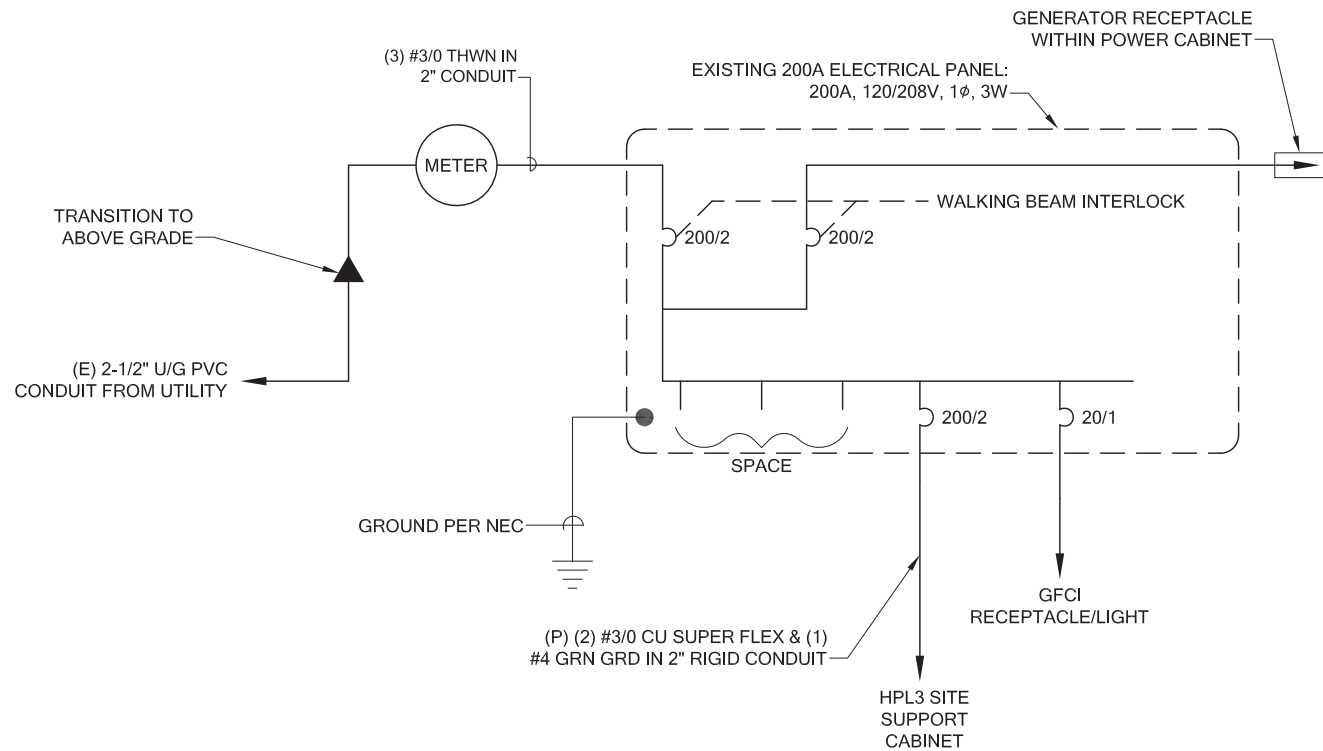 GENERATOR RECEPTACLE
WITHIN POWER CABINET
(3) #3/0 THWN IN
2" CONDUIT
EXISTING 200A ELECTRICAL PANEL:
200A, 120/208V, 1ϕ, 3W
METER
WALKING BEAM INTERLOCK
TRANSITION TO
ABOVE GRADE
200/2
200/2
(E) 2-1/2" U/G PVC
CONDUIT FROM UTILITY
200/2
20/1
SPACE
GROUND PER NEC
GFCI
RECEPTACLE/LIGHT
(P) (2) #3/0 CU SUPER FLEX & (1)
#4 GRN GRD IN 2" RIGID CONDUIT
HPL3 SITE
SUPPORT
CABINET